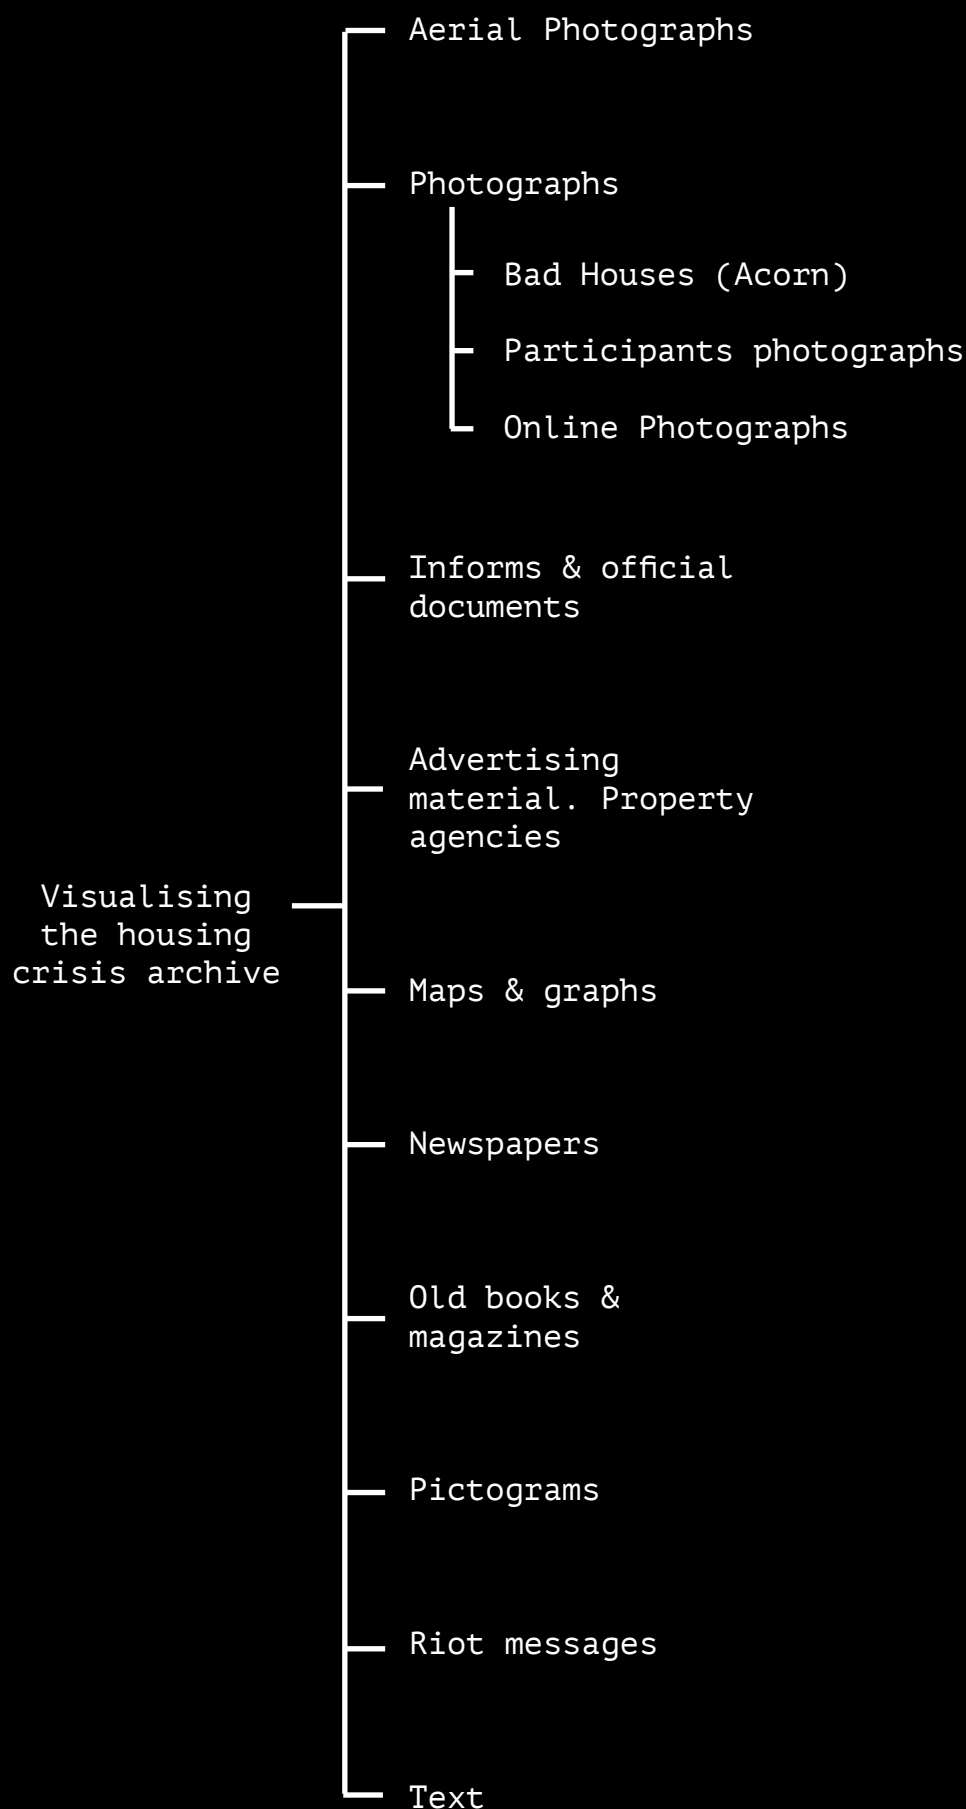 Aerial Photographs
Photographs
Bad Houses (Acorn)
Participants photographs
Online Photographs
Informs & official
documents
Advertising
material. Property
agencies
Visualising
the housing
crisis archive
Maps & graphs
Newspapers
Old books &
magazines
Pictograms
Riot messages
Text